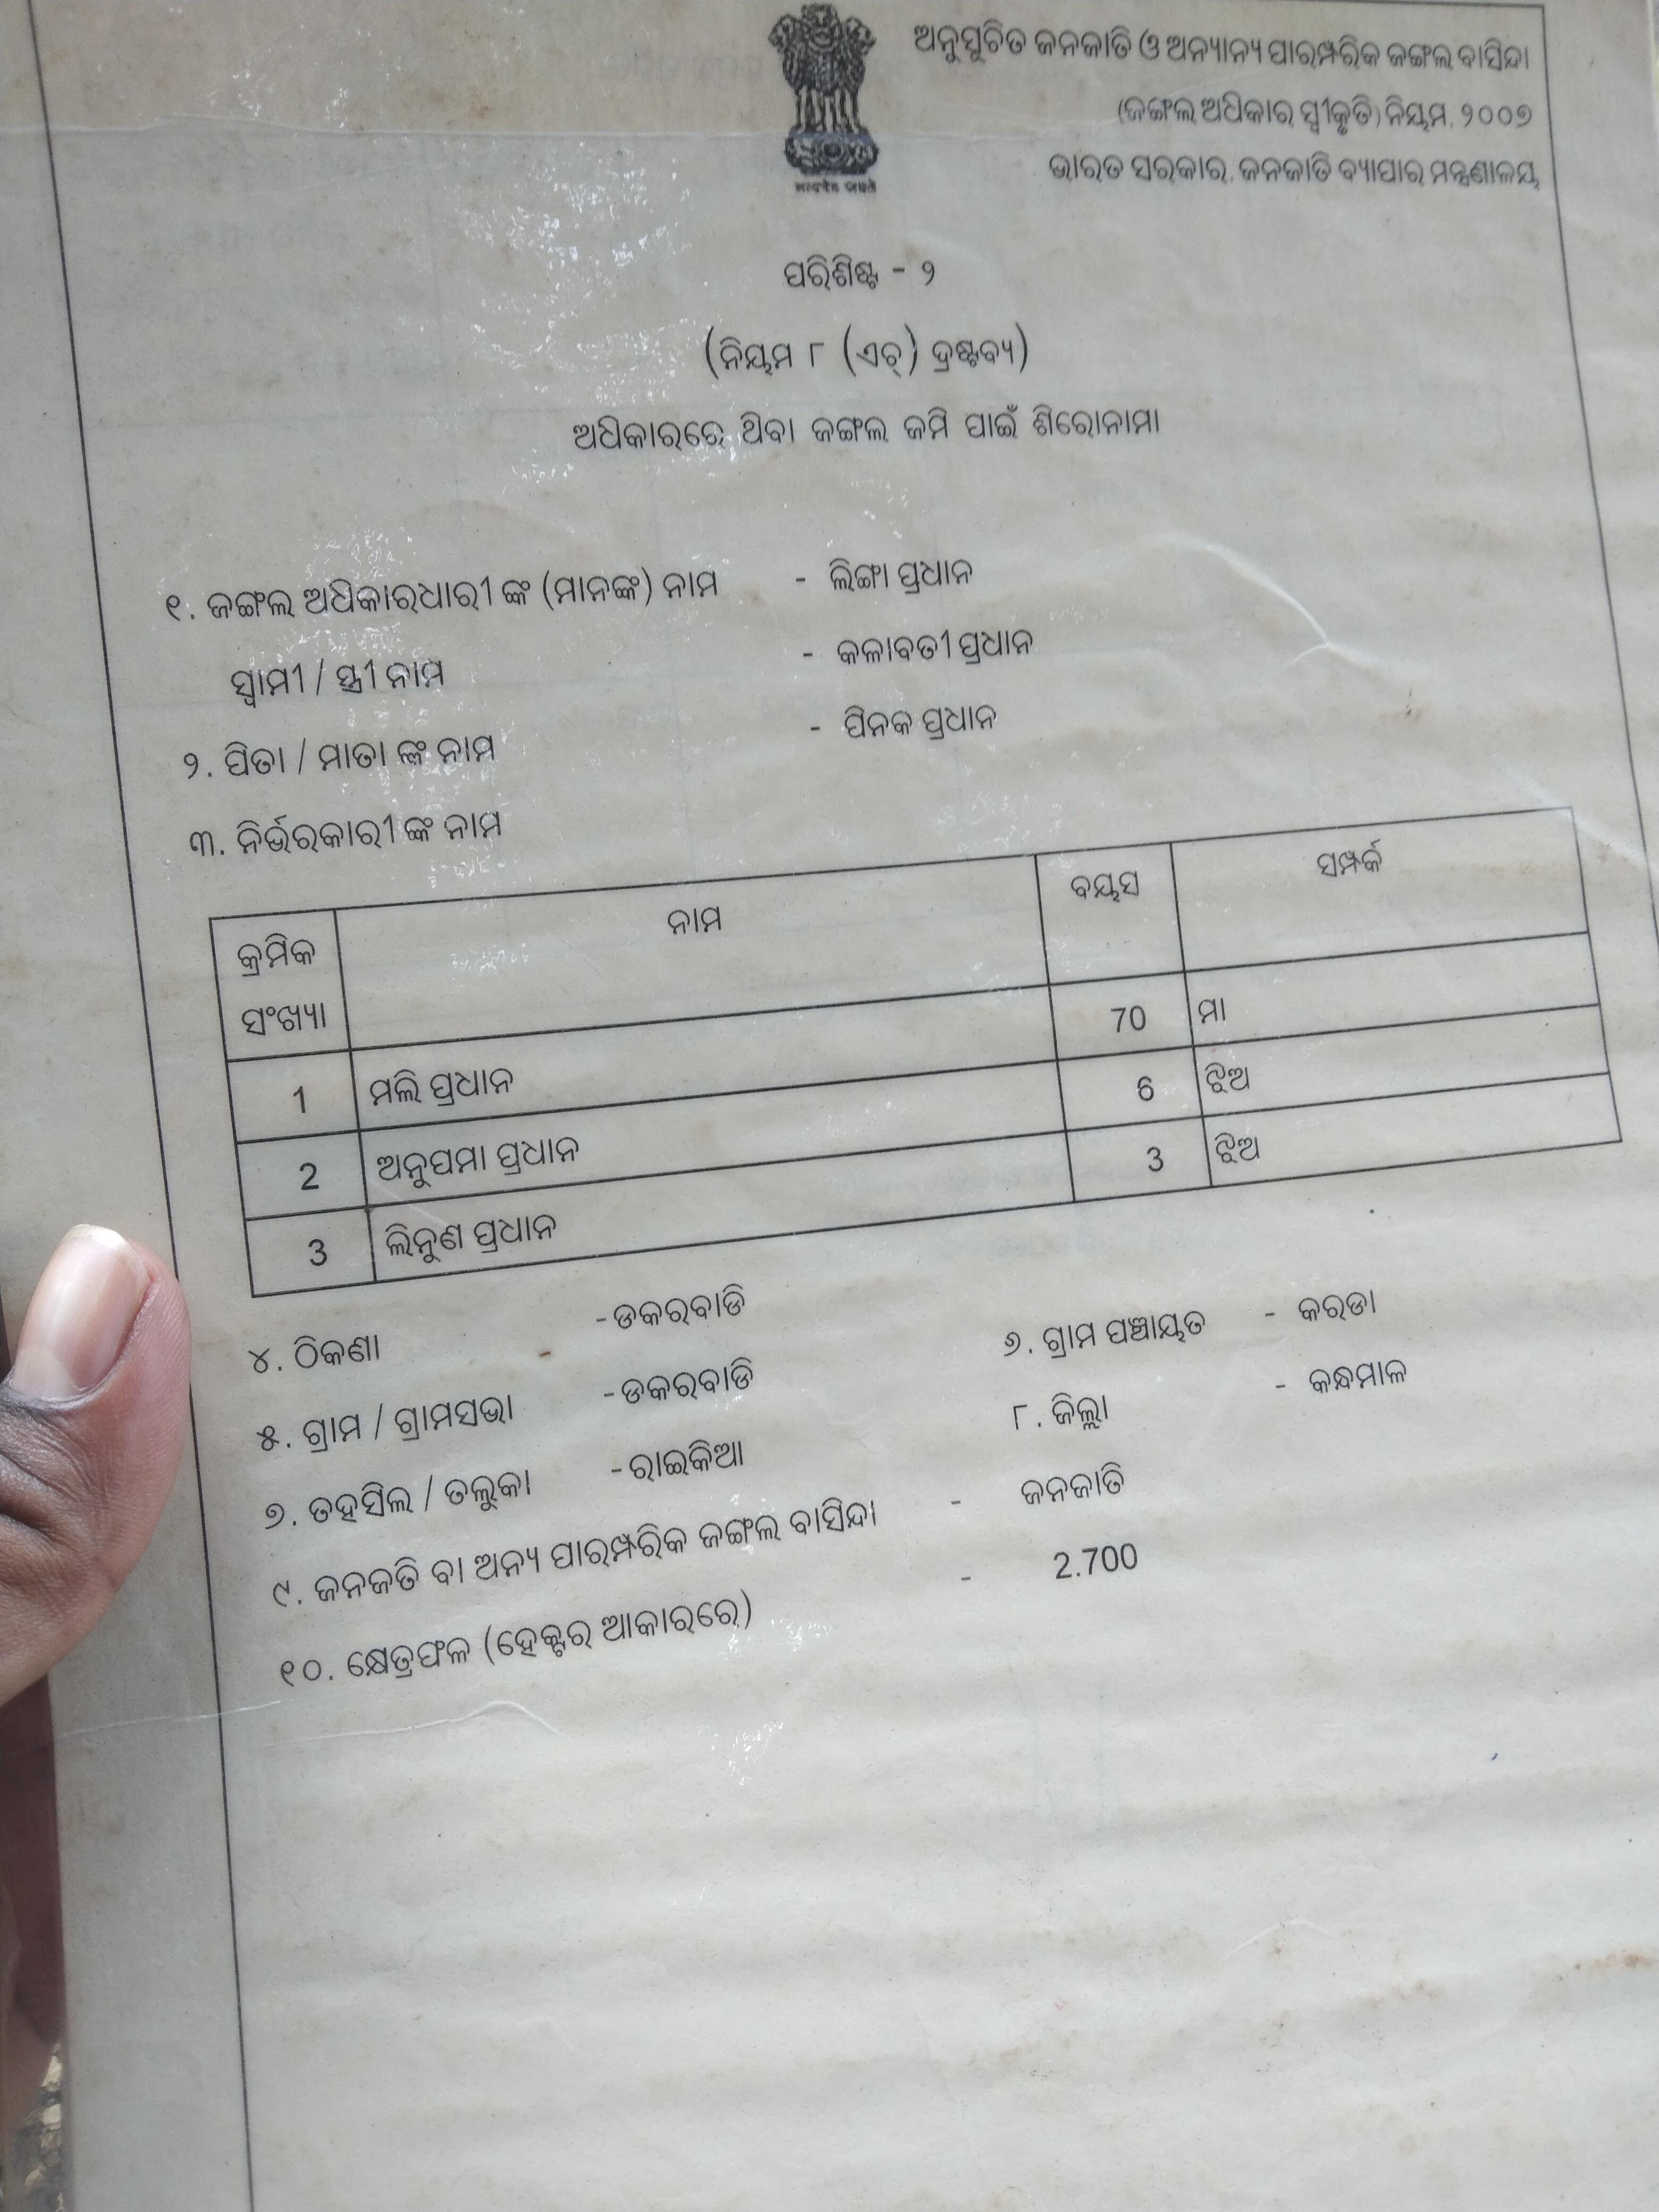 ଅନୁସୂଚିତ ଜନଜାତି ଓ ଅନ୍ୟାନ୍ୟ ପାରମ୍ପରିକ ଜଙ୍ଗଲ ବାସିନ୍ଦା
(ଜଙ୍ଗଲ ଅଧିକାର ସ୍ୱୀକୃତି) ନିୟମ, ୨୦୦୭
ଭାରତ ସରକାର, ଜନଜାତି ବ୍ୟାପାର ମନ୍ତ୍ରଣାଳୟ
ପରିଶିଷ୍ଟ - ୨
(ନିୟମ ୮ (ଏଚ୍) ଦ୍ରଷ୍ଟବ୍ୟ)
ଅଧିକାରରେ ଥିବା ଜଙ୍ଗଲ ଜମି ପାଇଁ ଶିରୋନାମା
୧. ଜଙ୍ଗଲ ଅଧିକାରଧାରୀ ଙ୍କ (ମାନଙ୍କ) ନାମ - ଲିଙ୍ଗା ପ୍ରଧାନ
ସ୍ୱାମୀ / ସ୍ତ୍ରୀ ନାମ - କଳାବତୀ ପ୍ରଧାନ
୨. ପିତା / ମାତା ଙ୍କ ନାମ - ପିନକ ପ୍ରଧାନ
୩. ନିର୍ଭରକାରୀ ଙ୍କ ନାମ
କ୍ରମିକ ସଂଖ୍ୟା ନାମ ବୟସ ସମ୍ପର୍କ
1 ମଲି ପ୍ରଧାନ 70 ମା
2 ଅନୁପମା ପ୍ରଧାନ 6 ଝିଅ
3 ଲିନୁଣ ପ୍ରଧାନ 3 ଝିଅ
୪. ଠିକଣା - ଡକରବାଡି
୫. ଗ୍ରାମ / ଗ୍ରାମସଭା - ଡକରବାଡି ୬. ଗ୍ରାମ ପଞ୍ଚାୟତ - କରଡା
୭. ତହସିଲ / ତଲୁକା - ରାଇକିଆ ୮. ଜିଲ୍ଲା - କନ୍ଧମାଳ
୯. ଜନଜତି ବା ଅନ୍ୟ ପାରମ୍ପରିକ ଜଙ୍ଗଲ ବାସିନ୍ଦା - ଜନଜାତି
୧୦. କ୍ଷେତ୍ରଫଳ (ହେକ୍ଟର ଆକାରରେ) - 2.700